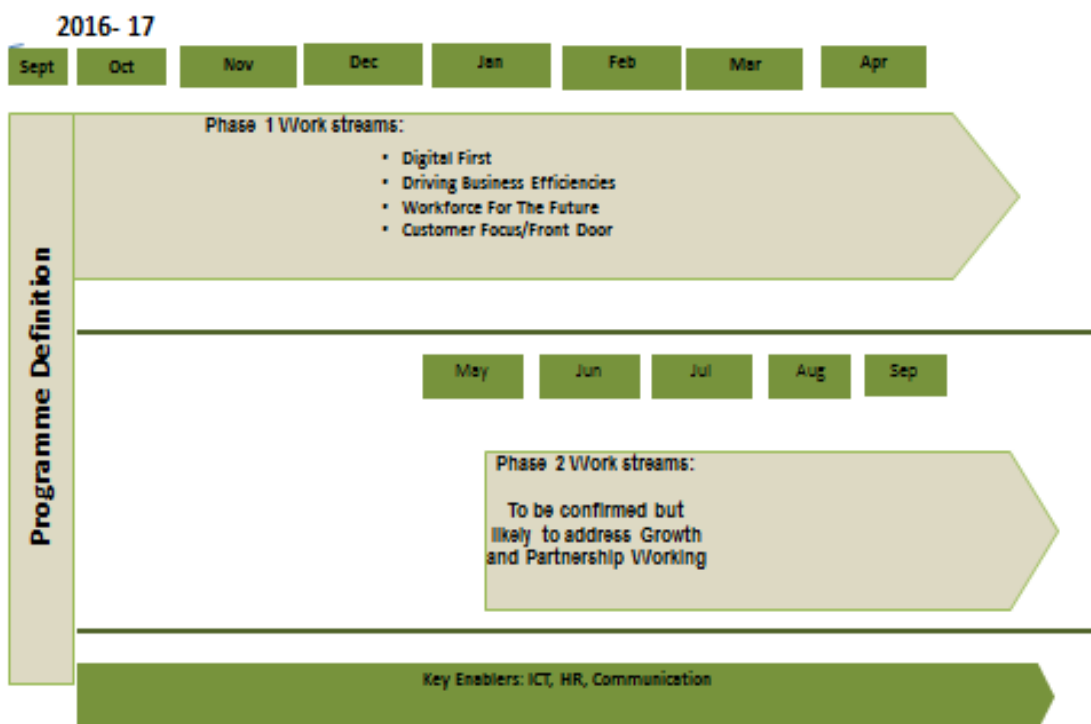 2016- 17
Sept Oct Nov Dec Jan Feb Mar Apr
Programme Definition
Phase 1 Work streams:
• Digital First
• Driving Business Efficiencies
• Workforce For The Future
• Customer Focus/Front Door
May Jun Jul Aug Sep
Phase 2 Work streams:
To be confirmed but
likely to address Growth
and Partnership Working
Key Enablers: ICT, HR, Communication